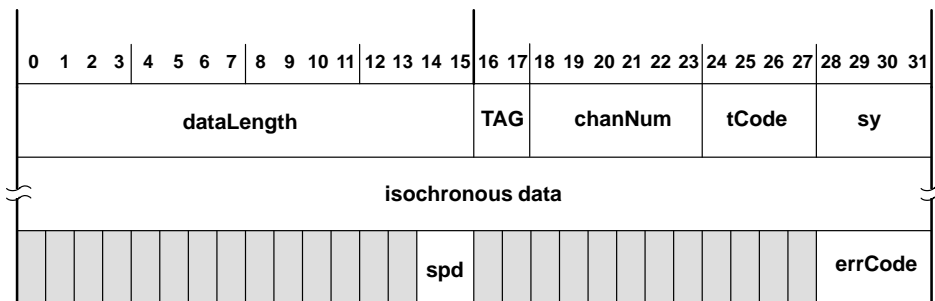 0 1 2 3 4 5 6 7 8 9 10 11 12 13 14 15 16 17 18 19 20 21 22 23 24 25 26 27 28 29 30 31
dataLength TAG chanNum tCode sy
isochronous data
spd errCode